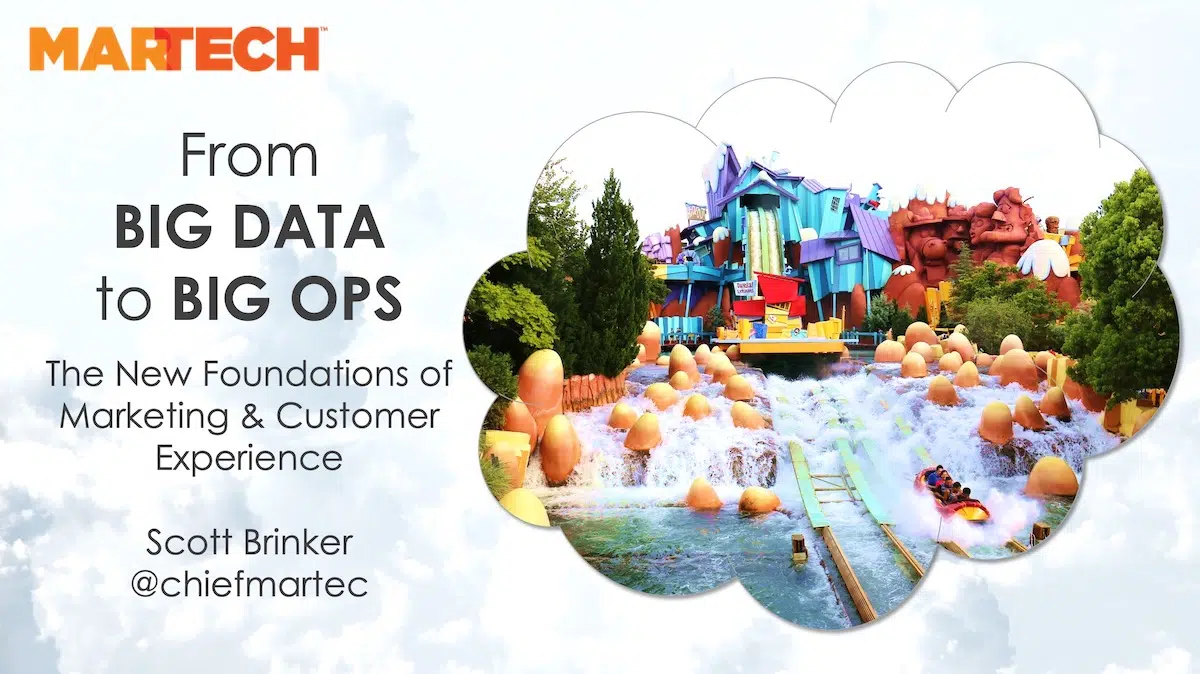 MARTECH™
From
BIG DATA
to BIG OPS
The New Foundations of
Marketing & Customer
Experience
Scott Brinker
@chiefmartec